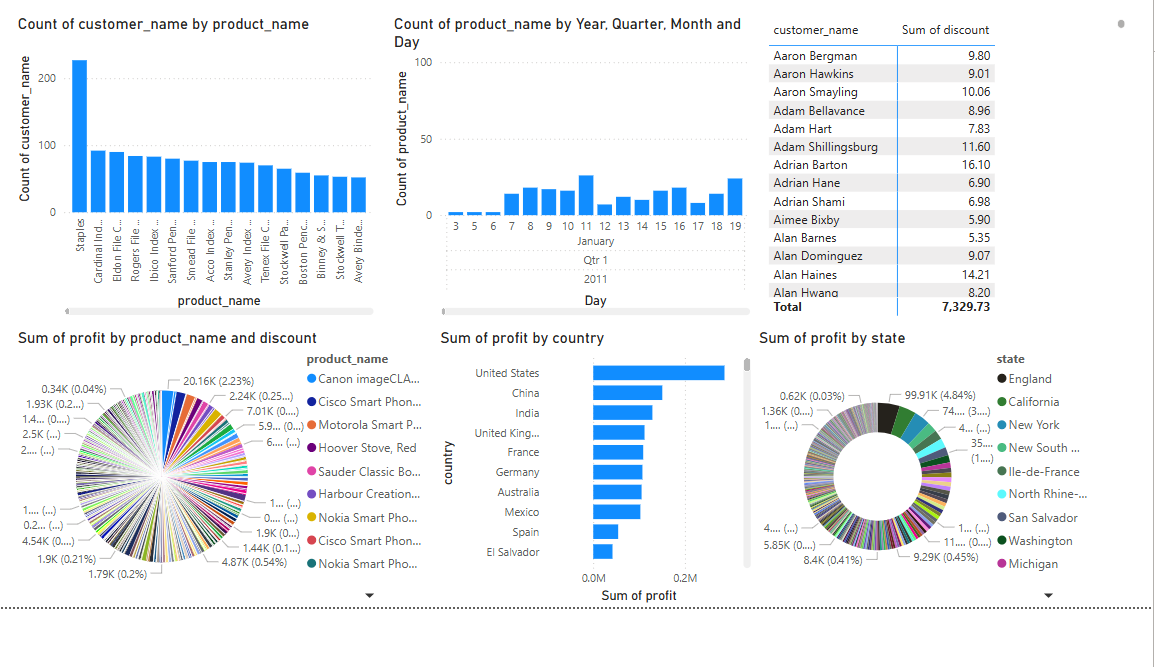 Count of customer_name by product_name
Count of customer_name
200
100
0
Staples
Cardinal Ind...
Eldon File C...
Rogers File ...
Ibico Index ...
Sanford Pen...
Smead File ...
Acco Index ...
Stanley Pen...
Avery Index ...
Tenex File C...
Stockwell Pa...
Boston Penc...
Binney & S...
Stockwell T...
Avery Binde...
product_name
Count of product_name by Year, Quarter, Month and
Day
Count of product_name
100
50
0
3 5 6 7 8 9 10 11 12 13 14 15 16 17 18 19
January
Qtr 1
2011
Day
customer_name Sum of discount
Aaron Bergman 9.80
Aaron Hawkins 9.01
Aaron Smayling 10.06
Adam Bellavance 8.96
Adam Hart 7.83
Adam Shillingsburg 11.60
Adrian Barton 16.10
Adrian Hane 6.90
Adrian Shami 6.98
Aimee Bixby 5.90
Alan Barnes 5.35
Alan Dominguez 9.07
Alan Haines 14.21
Alan Hwang 8.20
Total 7,329.73
Sum of profit by product_name and discount
20.16K (2.23%)
2.24K (0.25...
7.01K (0....)
5.9... (0...)
6.... (...)
1... (...)
0.... (...)
1.9K (0...)
1.44K (0.1...)
4.87K (0.54%)
1.79K (0.2%)
1.9K (0.21%)
4.54K (0...)
0.2... (...)
1.... (...)
2.... (...)
2.5K (...)
1.4... (0...)
1.93K (0.2...)
0.34K (0.04%)
product_name
Canon imageCLA...
Cisco Smart Phon...
Motorola Smart P...
Hoover Stove, Red
Sauder Classic Bo...
Harbour Creation...
Nokia Smart Pho...
Cisco Smart Phon...
Nokia Smart Pho...
Sum of profit by country
country
United States
China
India
United King...
France
Germany
Australia
Mexico
Spain
El Salvador
0.0M 0.2M
Sum of profit
Sum of profit by state
99.91K (4.84%)
74.... (3....)
4... (...)
35....
(1....)
1... (...)
11.... (0....)
9.29K (0.45%)
8.4K (0.41%)
5.85K (0....)
4.... (...)
1... (...)
1.36K (0....)
0.62K (0.03%)
state
England
California
New York
New South ...
Ile-de-France
North Rhine-...
San Salvador
Washington
Michigan